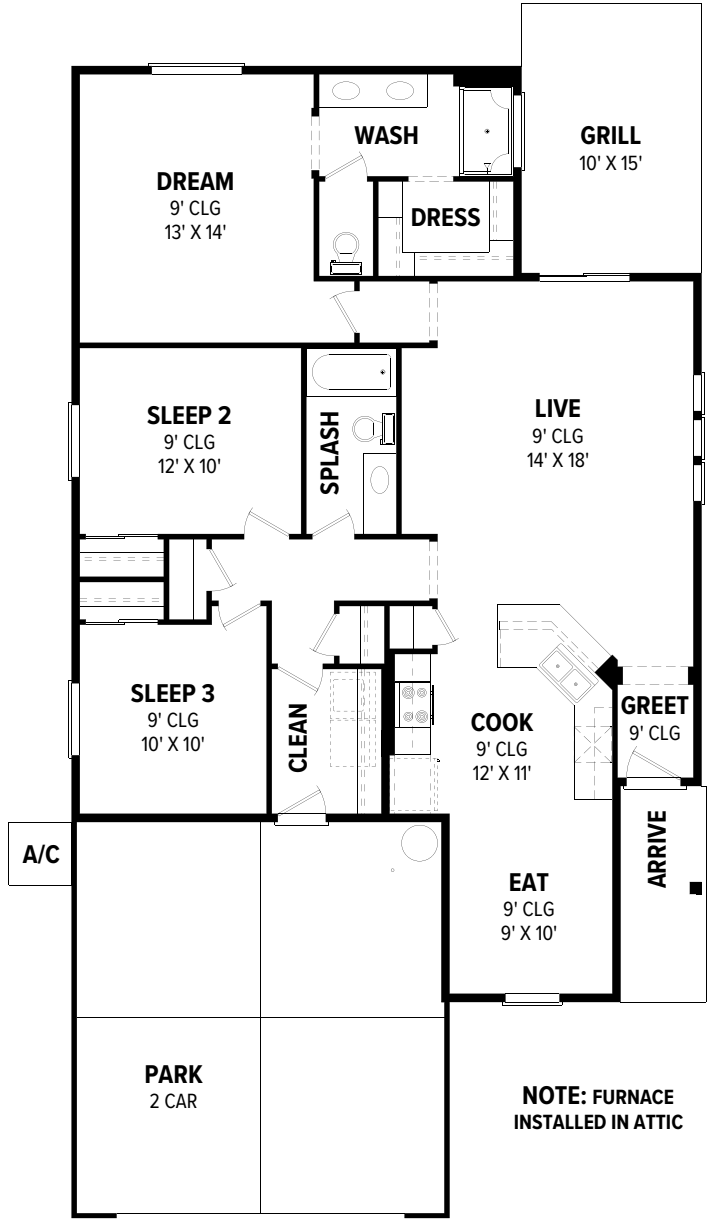 WASH
GRILL
10' X 15'
DREAM
9' CLG
13' X 14'
DRESS
SLEEP 2
9' CLG
12' X 10'
SPLASH
LIVE
9' CLG
14' X 18'
SLEEP 3
9' CLG
10' X 10'
CLEAN
COOK
9' CLG
12' X 11'
GREET
9' CLG
A/C
ARRIVE
EAT
9' CLG
9' X 10'
PARK
2 CAR
NOTE: FURNACE
INSTALLED IN ATTIC